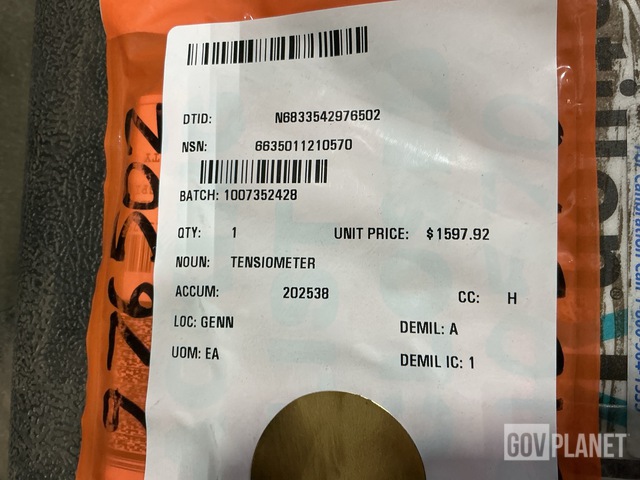 DTID: N6833542976502
NSN: 6635011210570
BATCH: 1007352428
QTY: 1 UNIT PRICE: $1597.92
NOUN: TENSIOMETER
ACCUM: 202538 CC: H
LOC: GENN DEMIL: A
UOM: EA DEMIL IC: 1
2976502
GOVPLANET